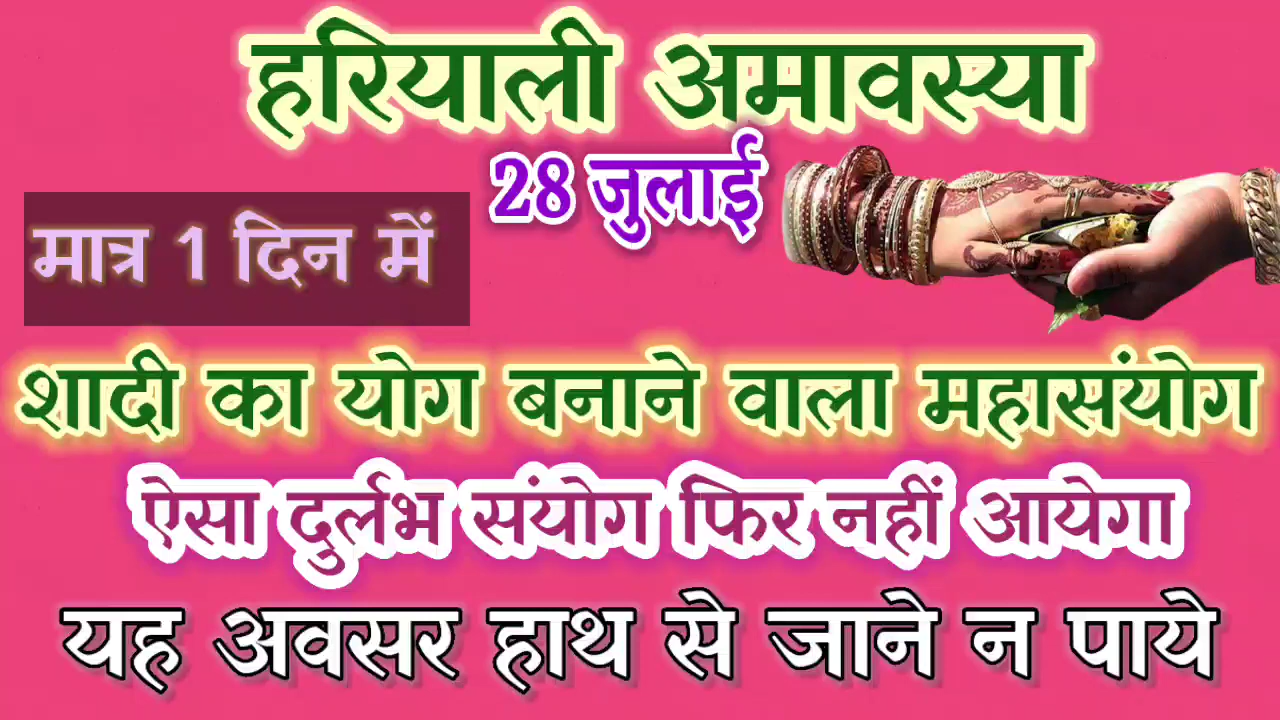 हरियाली अमावस्या
28 जुलाई
मात्र 1 दिन में
शादी का योग बनाने वाला महासंयोग
ऐसा दुर्लभ संयोग फिर नहीं आयेगा
यह अवसर हाथ से जाने न पाये